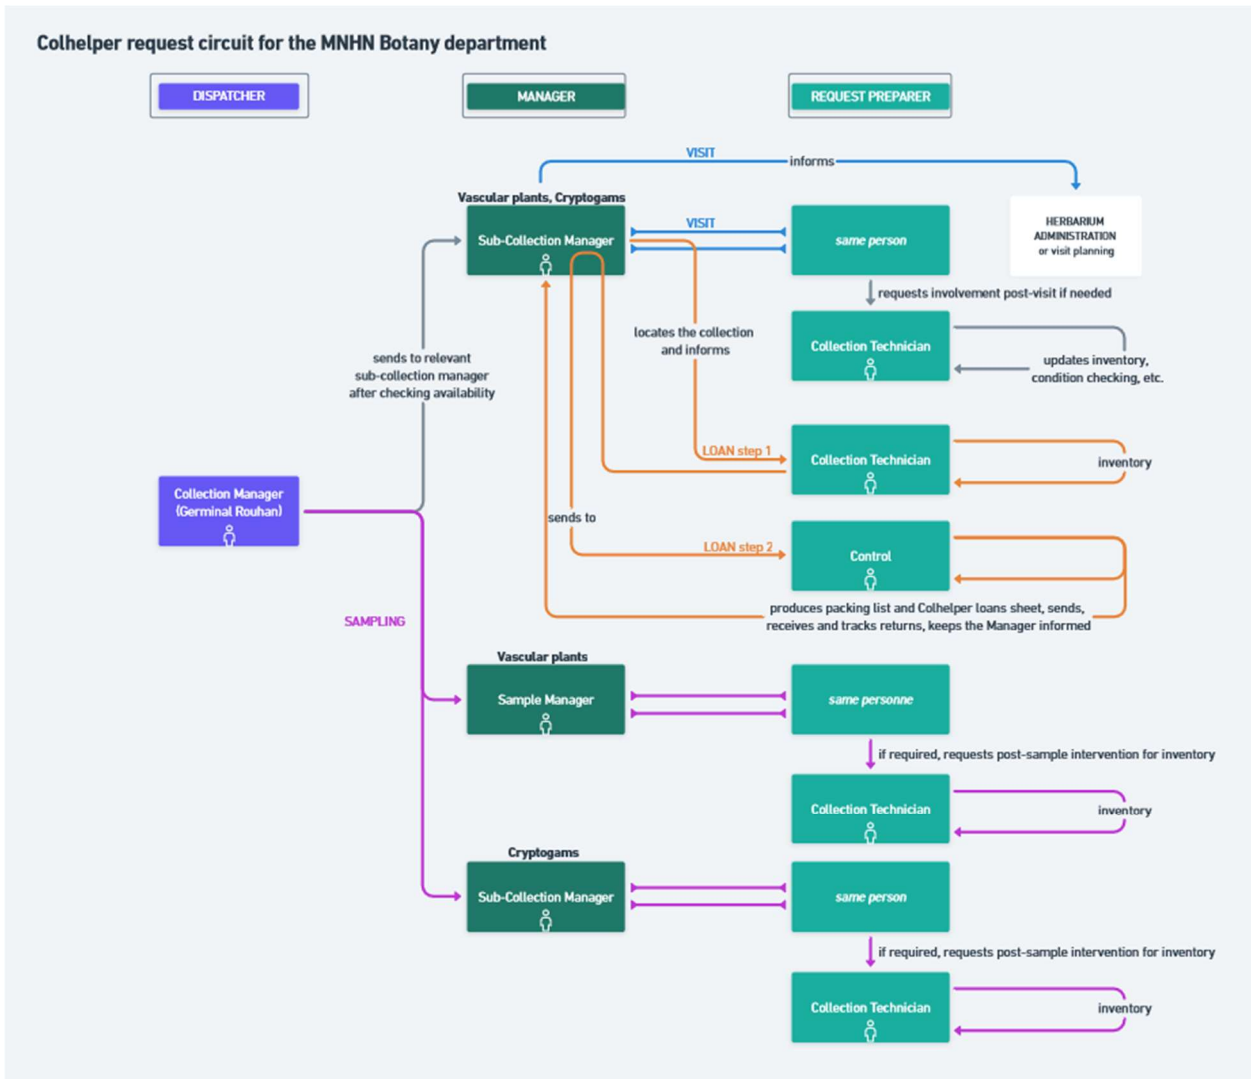 Colhelper request circuit for the MNHN Botany department
DISPATCHER
MANAGER
REQUEST PREPARER
VISIT
informs
Vascular plants, Cryptogams
Sub-Collection Manager
VISIT
same person
HERBARIUM
ADMINISTRATION
or visit planning
requests involvement post-visit if needed
locates the collection
and informs
Collection Technician
updates inventory,
condition checking, etc.
sends to relevant
sub-collection manager
after checking availability
LOAN step 1
Collection Technician
inventory
Collection Manager
(Germinal Rouhan)
sends to
LOAN step 2
Control
produces packing list and Colhelper loans sheet, sends,
receives and tracks returns, keeps the Manager informed
SAMPLING
Vascular plants
Sample Manager
same personne
if required, requests post-sample intervention for inventory
Collection Technician
inventory
Cryptogams
Sub-Collection Manager
same person
if required, requests post-sample intervention for inventory
Collection Technician
inventory